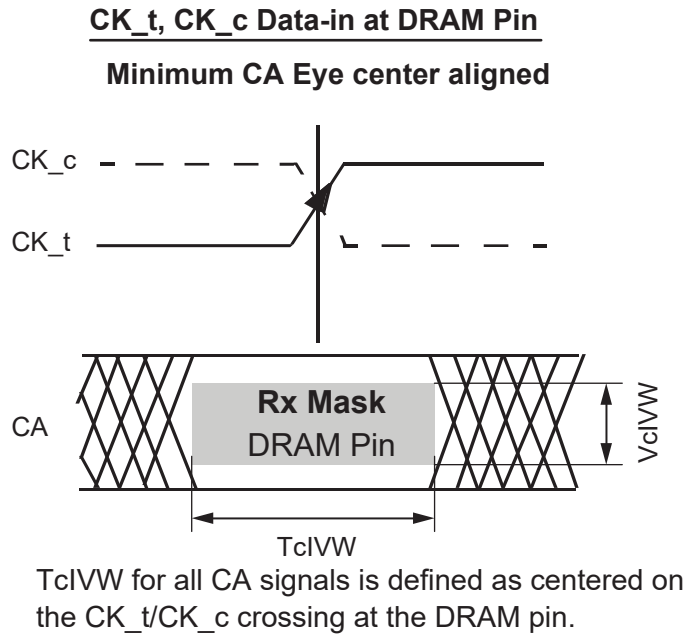 CK_t, CK_c Data-in at DRAM Pin
Minimum CA Eye center aligned
CK_c
CK_t
CA
Rx Mask
DRAM Pin
VcIVW
TcIVW
TcIVW for all CA signals is defined as centered on
the CK_t/CK_c crossing at the DRAM pin.